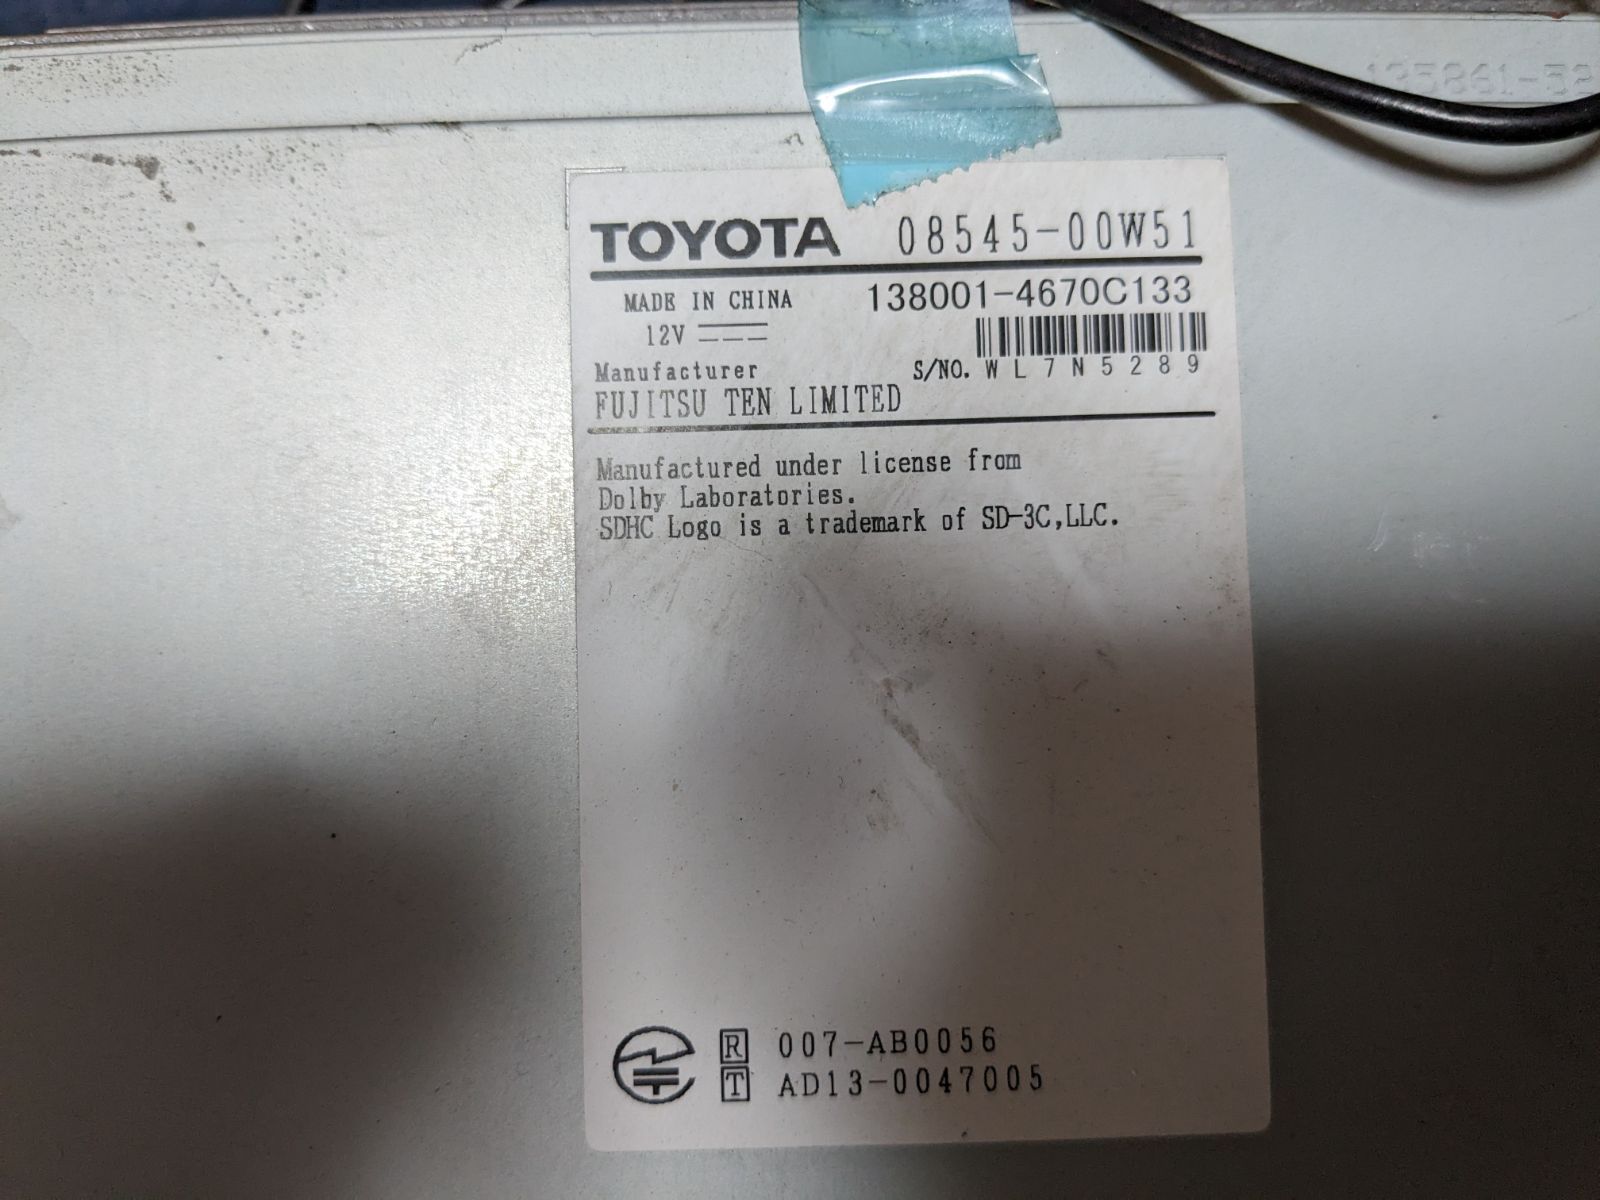 TOYOTA 08545-00W51
MADE IN CHINA 138001-4670C133
12V
Manufacturer S/NO. WL7N5289
FUJITSU TEN LIMITED
Manufactured under license from
Dolby Laboratories.
SDHC Logo is a trademark of SD-3C,LLC.
R 007-AB0056
T AD13-0047005